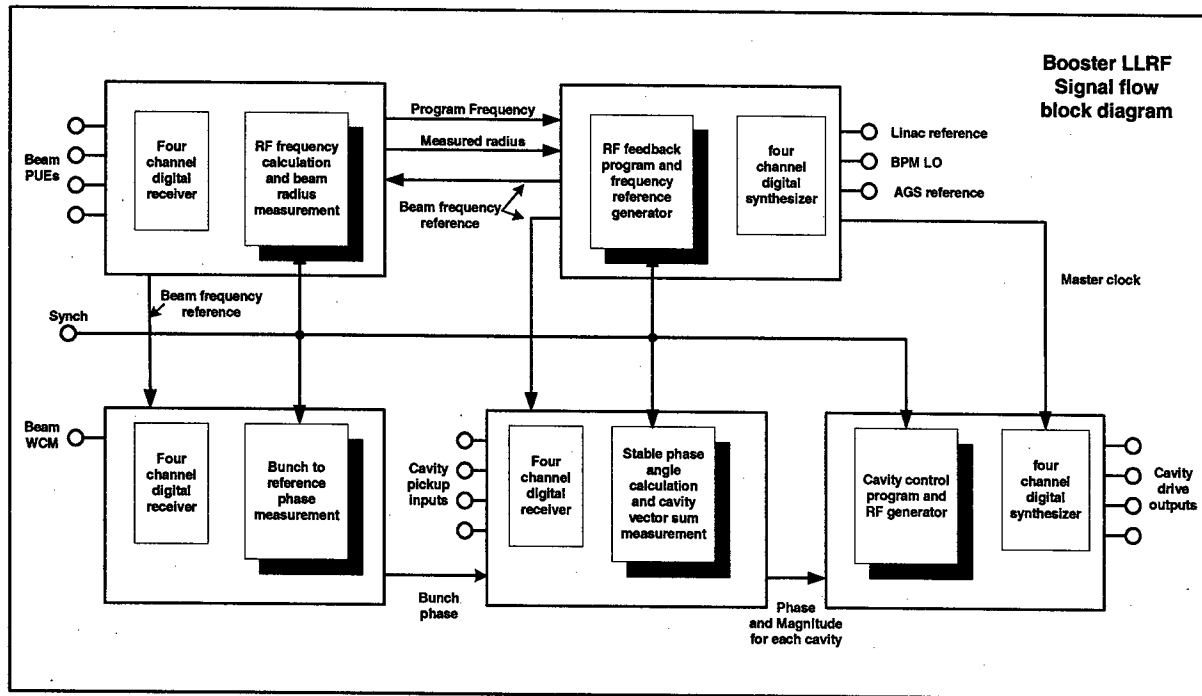 Booster LLRF
Signal flow
block diagram
Beam
PUEs
Four
channel
digital
receiver
RF frequency
calculation
and beam
radius
measurement
Program Frequency
Measured radius
Beam frequency
reference
RF feedback
program and
frequency
reference
generator
four
channel
digital
synthesizer
Linac reference
BPM LO
AGS reference
Master clock
Beam frequency
reference
Synch
Beam
WCM
Four
channel
digital
receiver
Bunch to
reference
phase
measurement
Bunch
phase
Cavity
pickup
inputs
Four
channel
digital
receiver
Stable phase
angle
calculation
and cavity
vector sum
measurement
Phase
and Magnitude
for each cavity
Cavity control
program and
RF generator
four
channel
digital
synthesizer
Cavity
drive
outputs